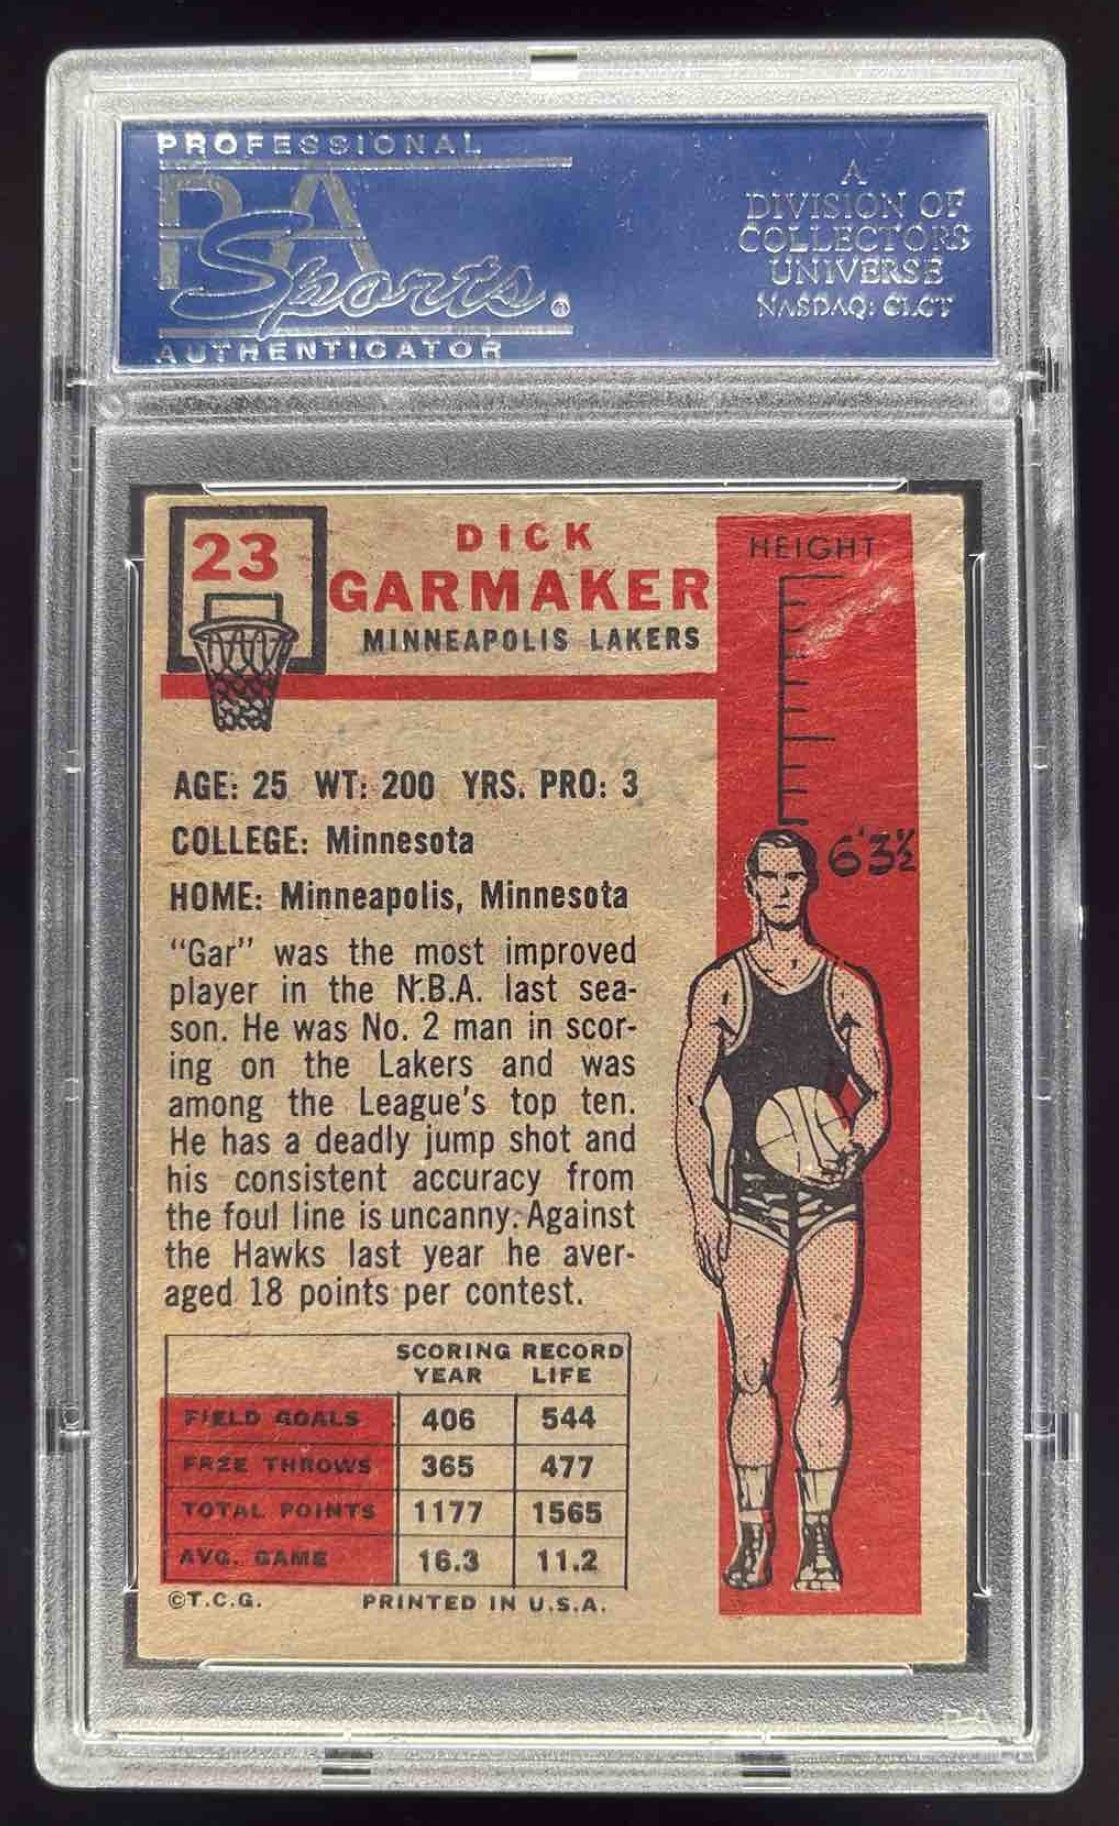 PROFESSIONAL
PSA
Sports®
AUTHENTICATOR
A
DIVISION OF
COLLECTORS
UNIVERSE
NASDAQ: CLCT
23
DICK
GARMAKER
MINNEAPOLIS LAKERS
HEIGHT
6'3½
AGE: 25 WT: 200 YRS. PRO: 3
COLLEGE: Minnesota
HOME: Minneapolis, Minnesota
"Gar" was the most improved
player in the N.B.A. last sea-
son. He was No. 2 man in scor-
ing on the Lakers and was
among the League's top ten.
He has a deadly jump shot and
his consistent accuracy from
the foul line is uncanny. Against
the Hawks last year he aver-
aged 18 points per contest.
SCORING RECORD
YEAR LIFE
FIELD GOALS 406 544
FREE THROWS 365 477
TOTAL POINTS 1177 1565
AVG. GAME 16.3 11.2
©T.C.G. PRINTED IN U.S.A.
PSA